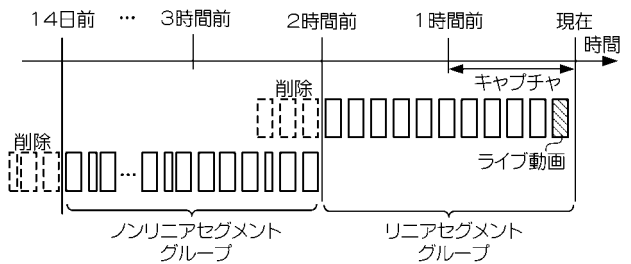 14日前 … 3時間前 2時間前 1時間前 現在
時間
キャプチャ
削除
削除
ライブ動画
…
ノンリニアセグメント
グループ
リニアセグメント
グループ